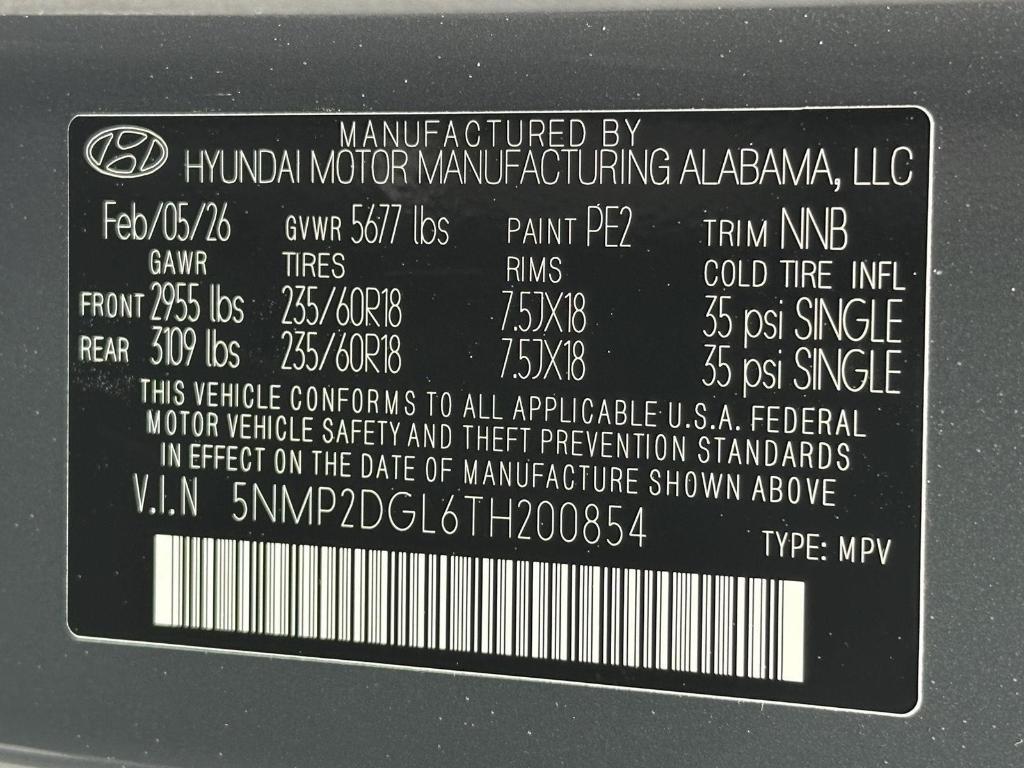 MANUFACTURED BY
HYUNDAI MOTOR MANUFACTURING ALABAMA, LLC
Feb/05/26 GVWR 5677 lbs PAINT PE2 TRIM NNB
GAWR TIRES RIMS COLD TIRE INFL
FRONT 2955 lbs 235/60R18 7.5JX18 35 psi SINGLE
REAR 3109 lbs 235/60R18 7.5JX18 35 psi SINGLE
THIS VEHICLE CONFORMS TO ALL APPLICABLE U.S.A. FEDERAL
MOTOR VEHICLE SAFETY AND THEFT PREVENTION STANDARDS
IN EFFECT ON THE DATE OF MANUFACTURE SHOWN ABOVE
V.I.N 5NMP2DGL6TH200854
TYPE: MPV